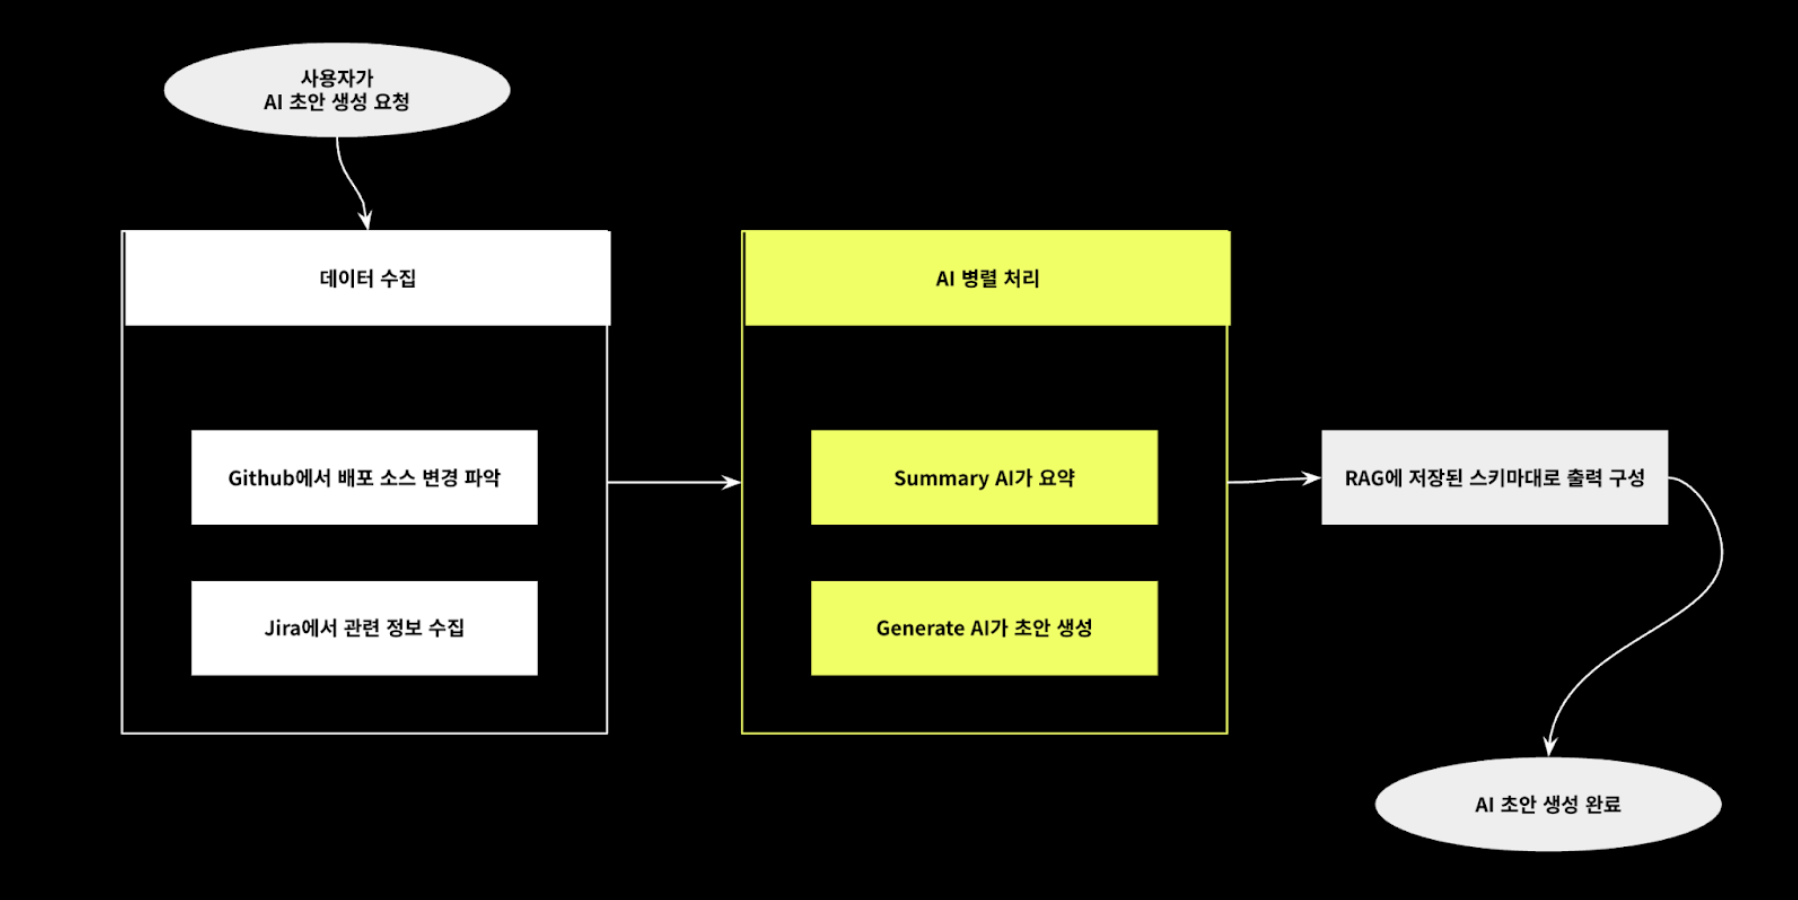 사용자가
AI 초안 생성 요청
데이터 수집
Github에서 배포 소스 변경 파악
Jira에서 관련 정보 수집
AI 병렬 처리
Summary AI가 요약
Generate AI가 초안 생성
RAG에 저장된 스키마대로 출력 구성
AI 초안 생성 완료